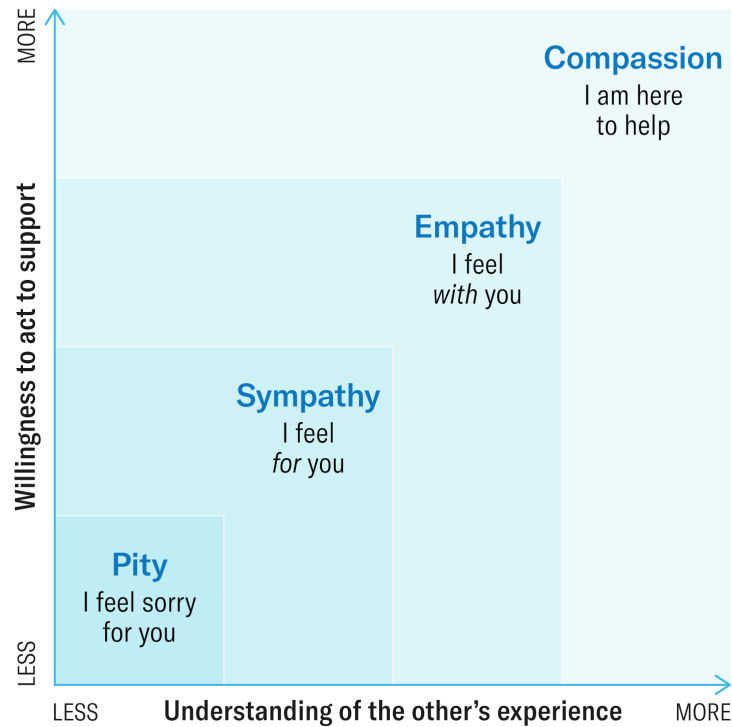 MORE
Compassion
I am here
to help
Empathy
I feel
with you
Willingness to act to support
Sympathy
I feel
for you
Pity
I feel sorry
for you
LESS
LESS
Understanding of the other’s experience
MORE